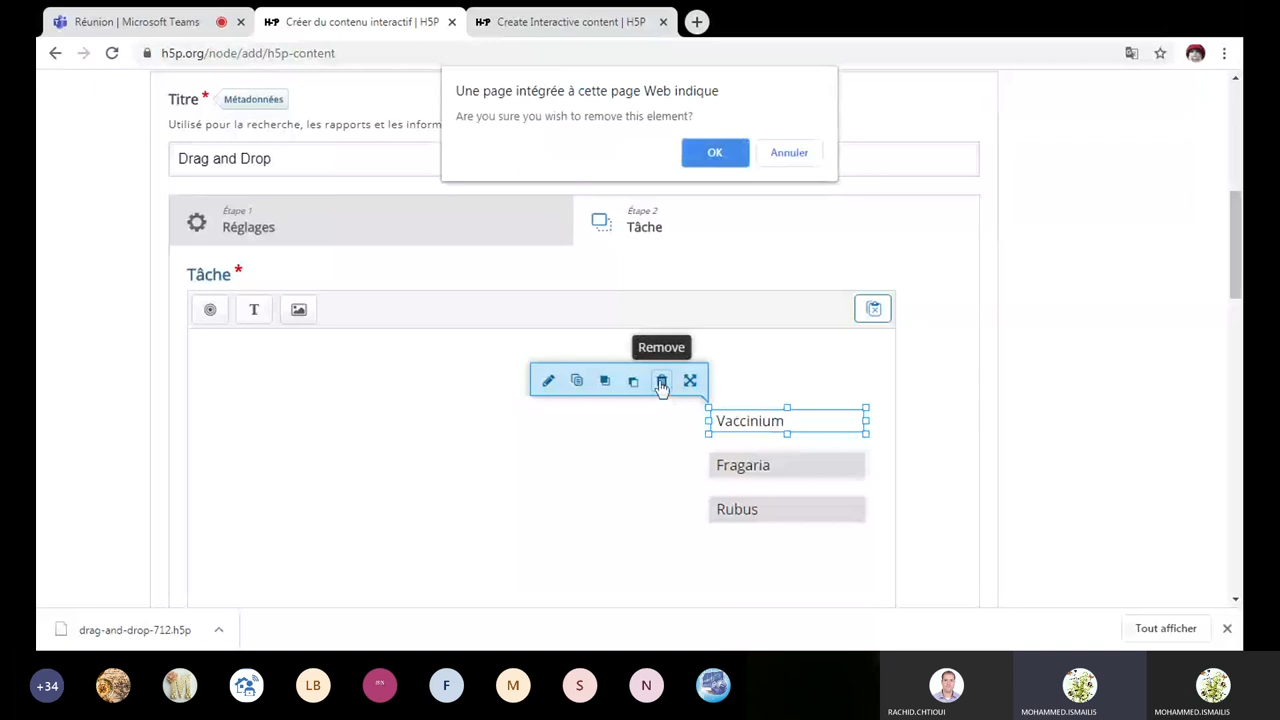 Réunion | Microsoft Teams
Créer du contenu interactif | H5P
Create Interactive content | H5P
h5p.org/node/add/h5p-content
Une page intégrée à cette page Web indique
Are you sure you wish to remove this element?
OK
Annuler
Titre * Métadonnées
Utilisé pour la recherche, les rapports et les inform
Drag and Drop
Étape 1
Réglages
Étape 2
Tâche
Tâche *
T
Remove
Vaccinium
Fragaria
Rubus
drag-and-drop-712.h5p
Tout afficher
+34
LB
F
M
S
N
RACHID.CHTIOUI
MOHAMMED.ISMAILIS
MOHAMMED.ISMAILIS